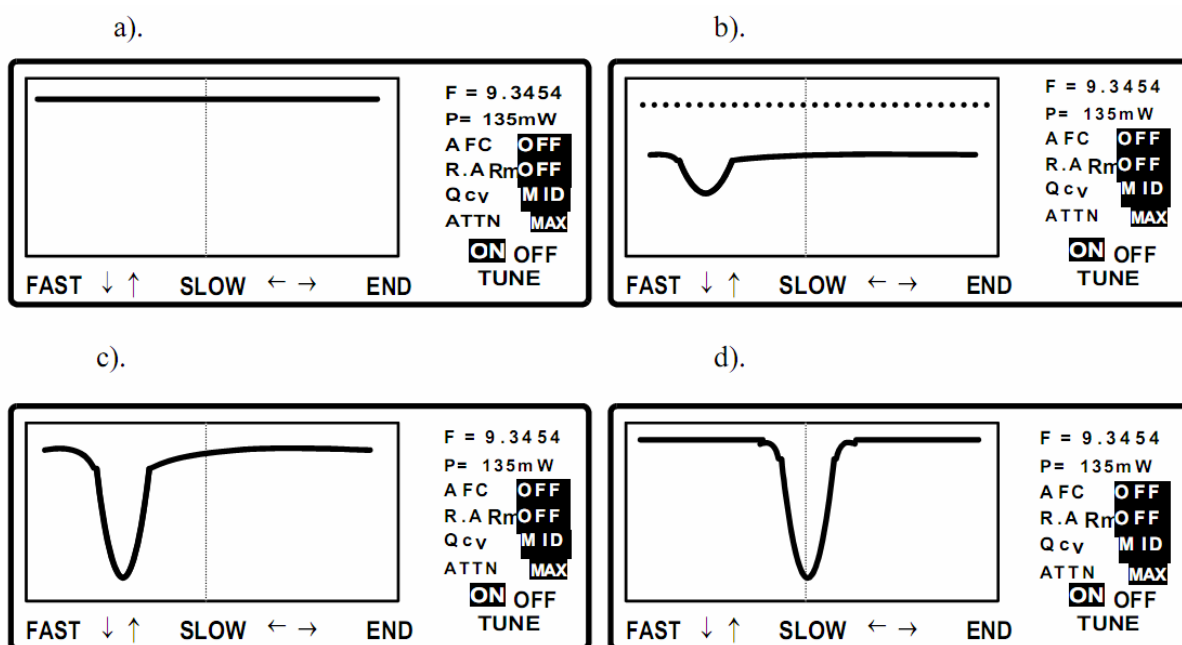 a).
F = 9.3454
P= 135mW
AFC OFF
R.A Rm OFF
Qcv MID
ATTN MAX
ON OFF
TUNE
FAST ↓ ↑ SLOW ← → END
b).
F = 9.3454
P= 135mW
AFC OFF
R.A Rm OFF
Qcv MID
ATTN MAX
ON OFF
TUNE
FAST ↓ ↑ SLOW ← → END
c).
F = 9.3454
P= 135mW
AFC OFF
R.A Rm OFF
Qcv MID
ATTN MAX
ON OFF
TUNE
FAST ↓ ↑ SLOW ← → END
d).
F = 9.3454
P= 135mW
AFC OFF
R.A Rm OFF
Qcv MID
ATTN MAX
ON OFF
TUNE
FAST ↓ ↑ SLOW ← → END